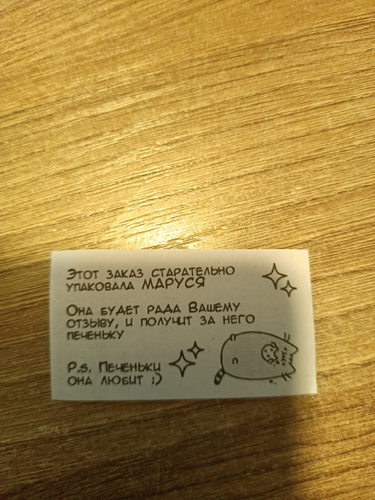 Этот заказ старательно
упаковала МАРУСЯ
Она будет рада Вашему
отзыву, и получит за него
печеньку
P.s. Печеньки
она любит :)